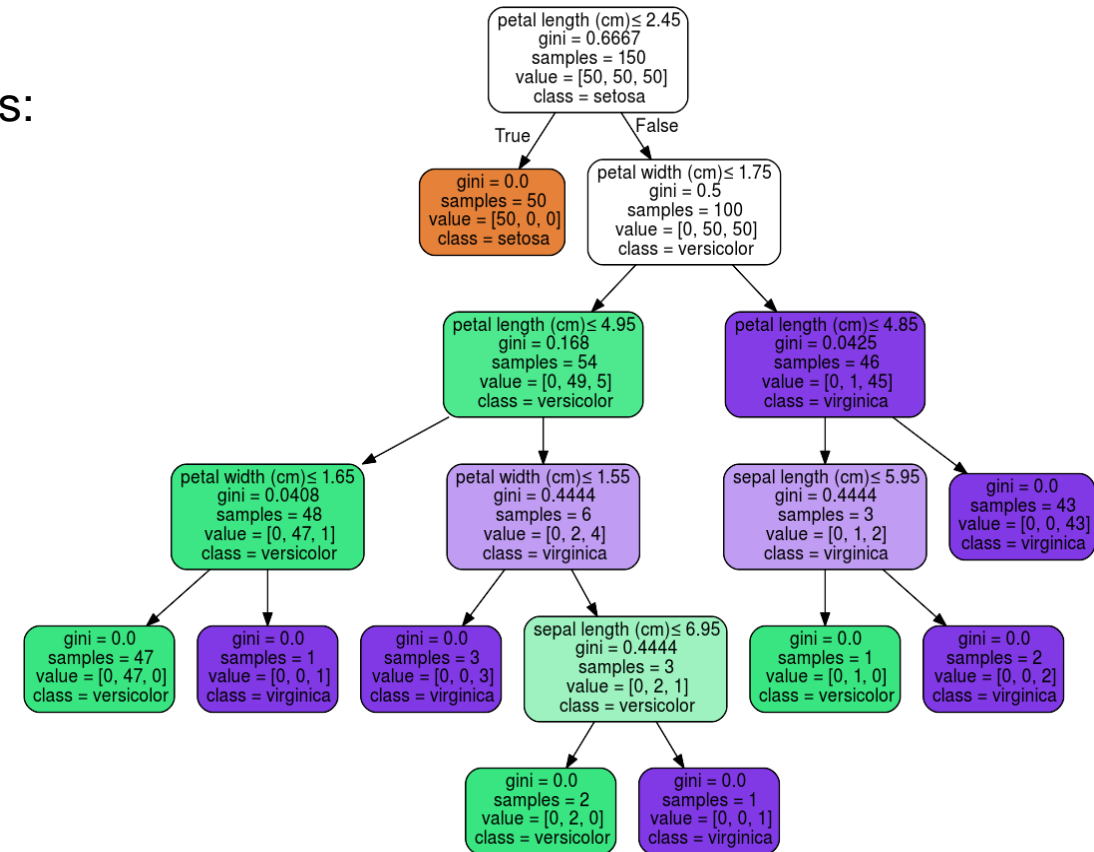 s:
petal length (cm)≤ 2.45
gini = 0.6667
samples = 150
value = [50, 50, 50]
class = setosa
True
False
gini = 0.0
samples = 50
value = [50, 0, 0]
class = setosa
petal width (cm)≤ 1.75
gini = 0.5
samples = 100
value = [0, 50, 50]
class = versicolor
petal length (cm)≤ 4.95
gini = 0.168
samples = 54
value = [0, 49, 5]
class = versicolor
petal length (cm)≤ 4.85
gini = 0.0425
samples = 46
value = [0, 1, 45]
class = virginica
petal width (cm)≤ 1.65
gini = 0.0408
samples = 48
value = [0, 47, 1]
class = versicolor
petal width (cm)≤ 1.55
gini = 0.4444
samples = 6
value = [0, 2, 4]
class = virginica
sepal length (cm)≤ 5.95
gini = 0.4444
samples = 3
value = [0, 1, 2]
class = virginica
gini = 0.0
samples = 43
value = [0, 0, 43]
class = virginica
gini = 0.0
samples = 47
value = [0, 47, 0]
class = versicolor
gini = 0.0
samples = 1
value = [0, 0, 1]
class = virginica
gini = 0.0
samples = 3
value = [0, 0, 3]
class = virginica
sepal length (cm)≤ 6.95
gini = 0.4444
samples = 3
value = [0, 2, 1]
class = versicolor
gini = 0.0
samples = 1
value = [0, 1, 0]
class = versicolor
gini = 0.0
samples = 2
value = [0, 0, 2]
class = virginica
gini = 0.0
samples = 2
value = [0, 2, 0]
class = versicolor
gini = 0.0
samples = 1
value = [0, 0, 1]
class = virginica